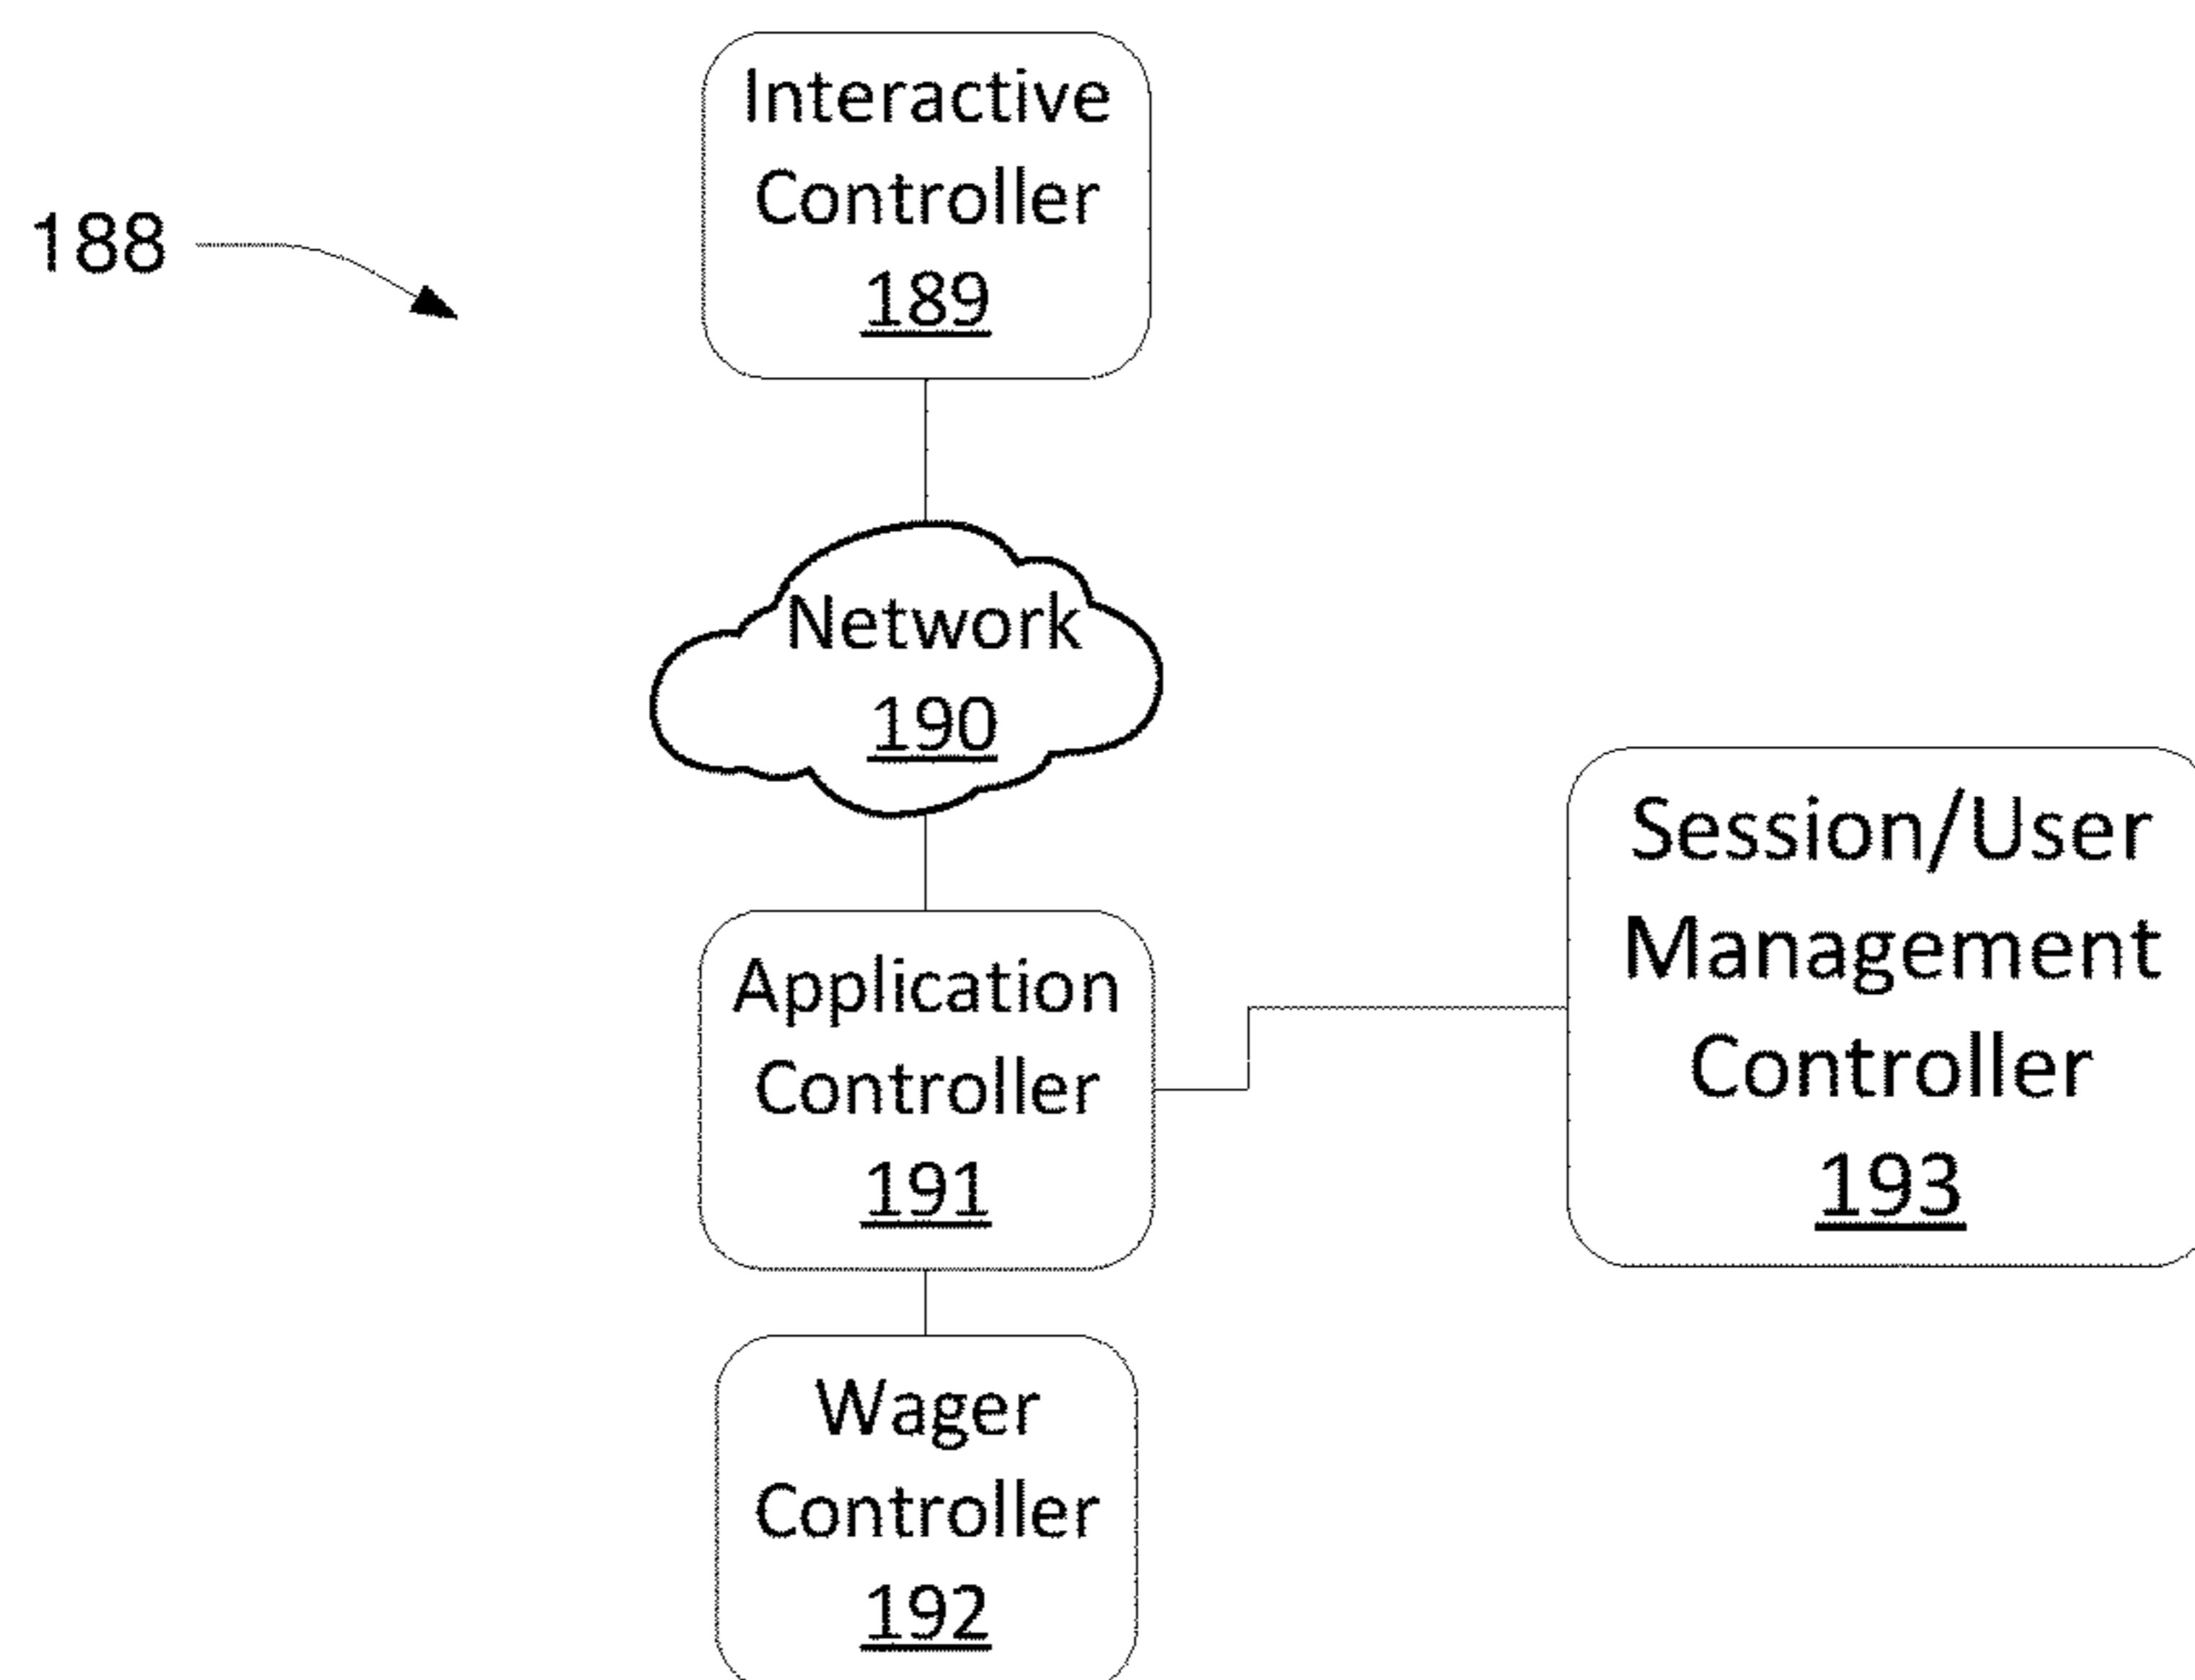 Interactive
Controller
189
188
Network
190
Application
Controller
191
Session/User
Management
Controller
193
Wager
Controller
192